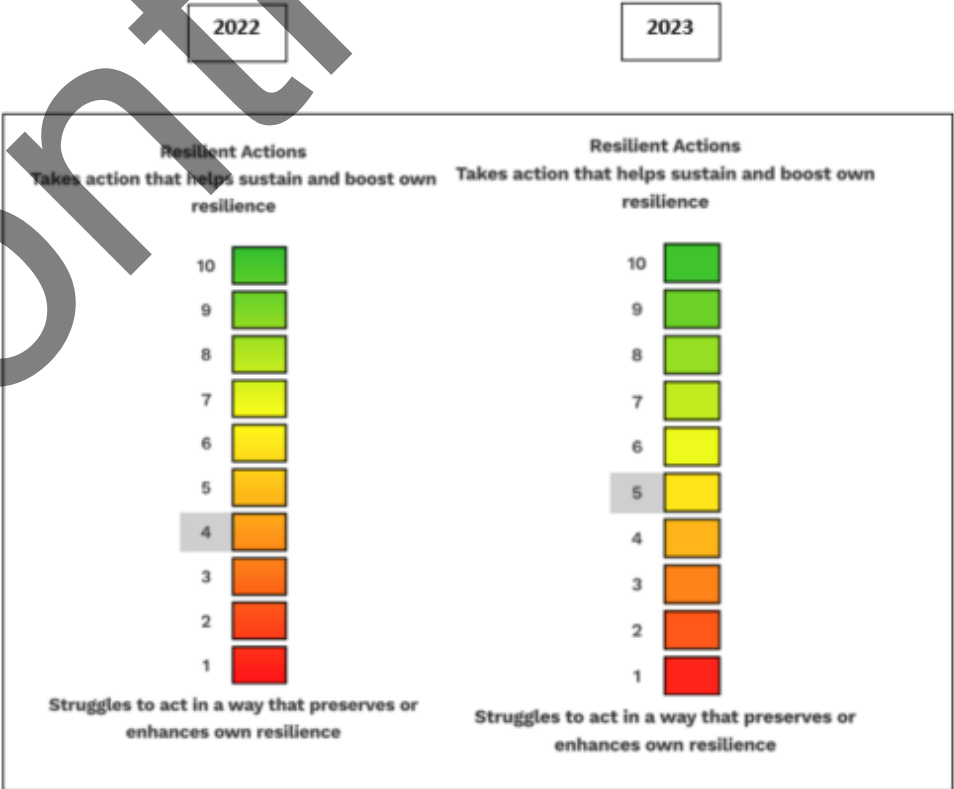 2022
2023
Resilient Actions
Takes action that helps sustain and boost own
resilience
10
9
8
7
6
5
4
3
2
1
Struggles to act in a way that preserves or
enhances own resilience
Resilient Actions
Takes action that helps sustain and boost own
resilience
10
9
8
7
6
5
4
3
2
1
Struggles to act in a way that preserves or
enhances own resilience